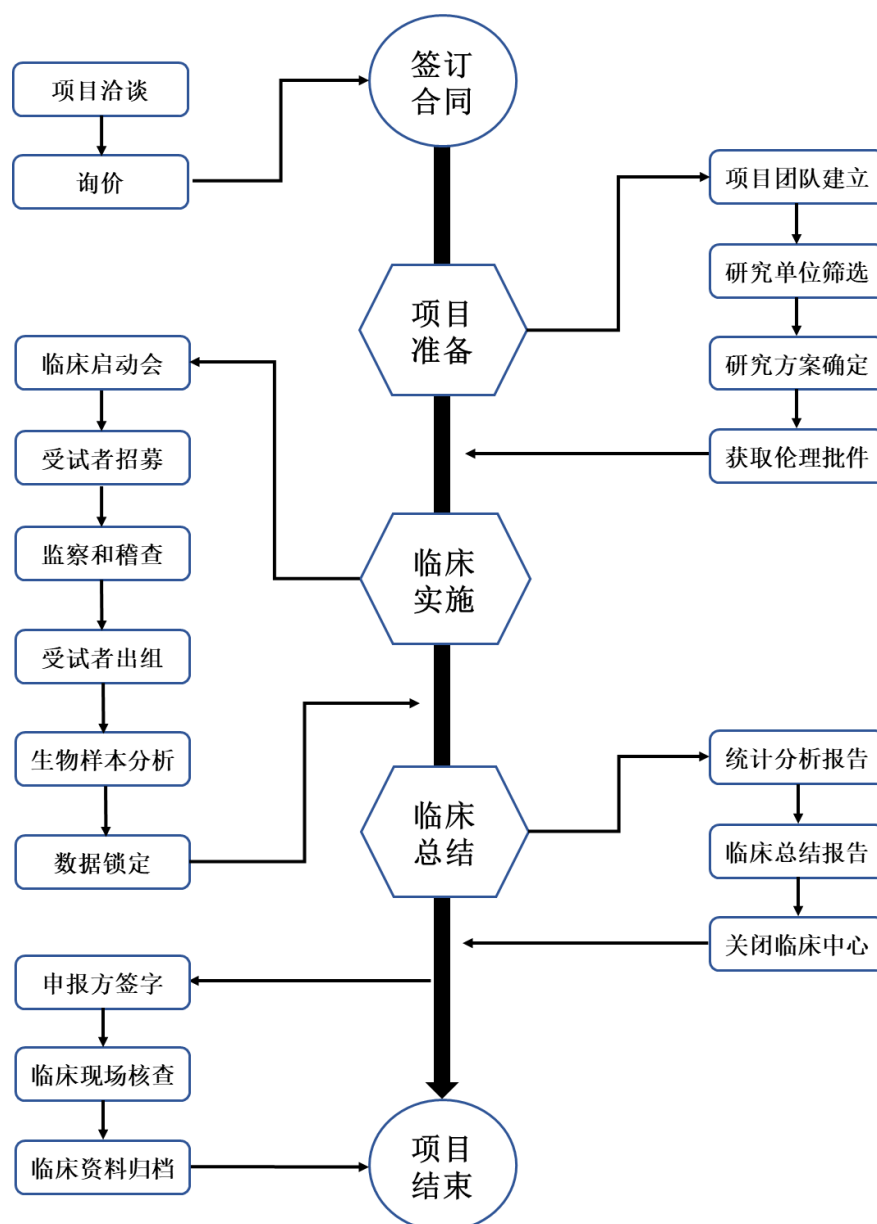 项目洽谈
询价
签订
合同
项目
准备
项目团队建立
研究单位筛选
研究方案确定
获取伦理批件
临床
实施
临床启动会
受试者招募
监察和稽查
受试者出组
生物样本分析
数据锁定
临床
总结
统计分析报告
临床总结报告
关闭临床中心
申报方签字
临床现场核查
临床资料归档
项目
结束